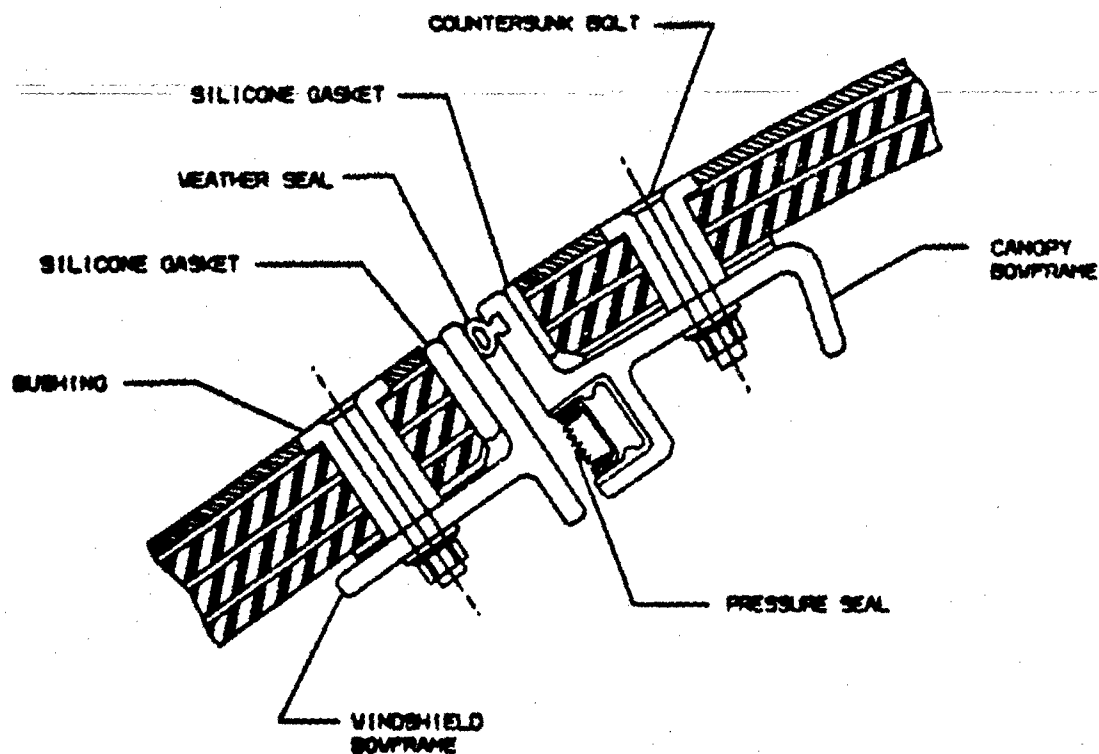 COUNTERSUNK BOLT
SILICONE GASKET
WEATHER SEAL
SILICONE GASKET
CANOPY
BOWFRAME
BUSHING
PRESSURE SEAL
WINDSHIELD
BOWFRAME